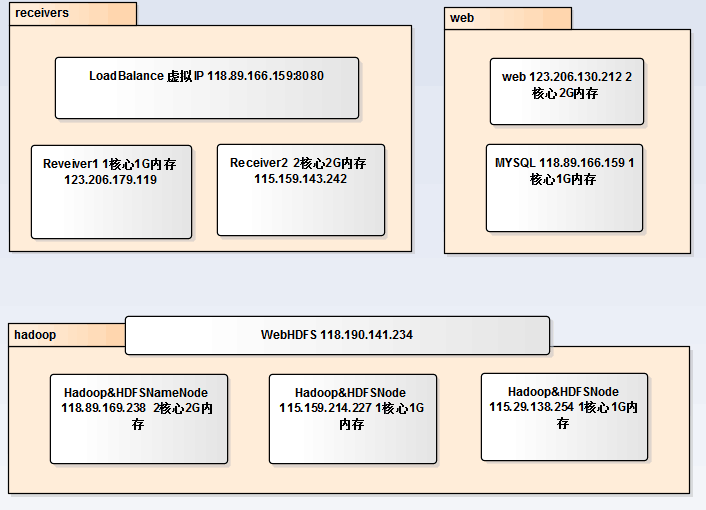 receivers
LoadBalance 虚拟IP 118.89.166.159:8080
Reveiver1 1核心1G内存
123.206.179.119
Receiver2 2核心2G内存
115.159.143.242
web
web 123.206.130.212 2
核心2G内存
MYSQL 118.89.166.159 1
核心1G内存
hadoop
WebHDFS 118.190.141.234
Hadoop&HDFSNameNode
118.89.169.238 2核心2G内
存
Hadoop&HDFSNode
115.159.214.227 1核心1G
内存
Hadoop&HDFSNode
115.29.138.254 1核心1G内
存